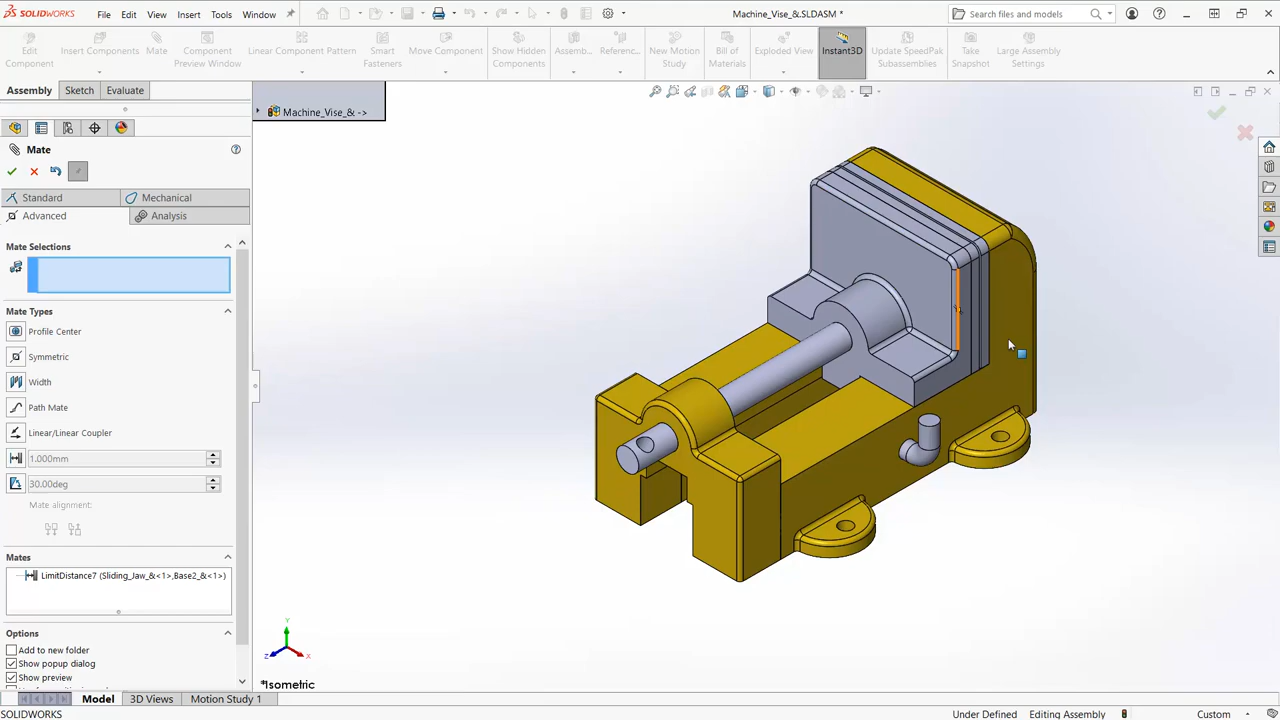 SOLIDWORKS
File
Edit
View
Insert
Tools
Window
Machine_Vise_&.SLDASM *
Search files and models
Edit Component
Insert Components
Mate
Component Preview Window
Linear Component Pattern
Smart Fasteners
Move Component
Show Hidden Components
Assemb...
Referenc...
New Motion Study
Bill of Materials
Exploded View
Instant3D
Update SpeedPak Subassemblies
Take Snapshot
Large Assembly Settings
Assembly
Sketch
Evaluate
Machine_Vise_& ->
Mate
Standard
Mechanical
Advanced
Analysis
Mate Selections
Mate Types
Profile Center
Symmetric
Width
Path Mate
Linear/Linear Coupler
1.000mm
30.00deg
Mate alignment:
Mates
LimitDistance7 (Sliding_Jaw_&<1>,Base2_&<1>)
Options
Add to new folder
Show popup dialog
Show preview
Y
Z
X
*Isometric
Model
3D Views
Motion Study 1
SOLIDWORKS
Under Defined
Editing Assembly
Custom